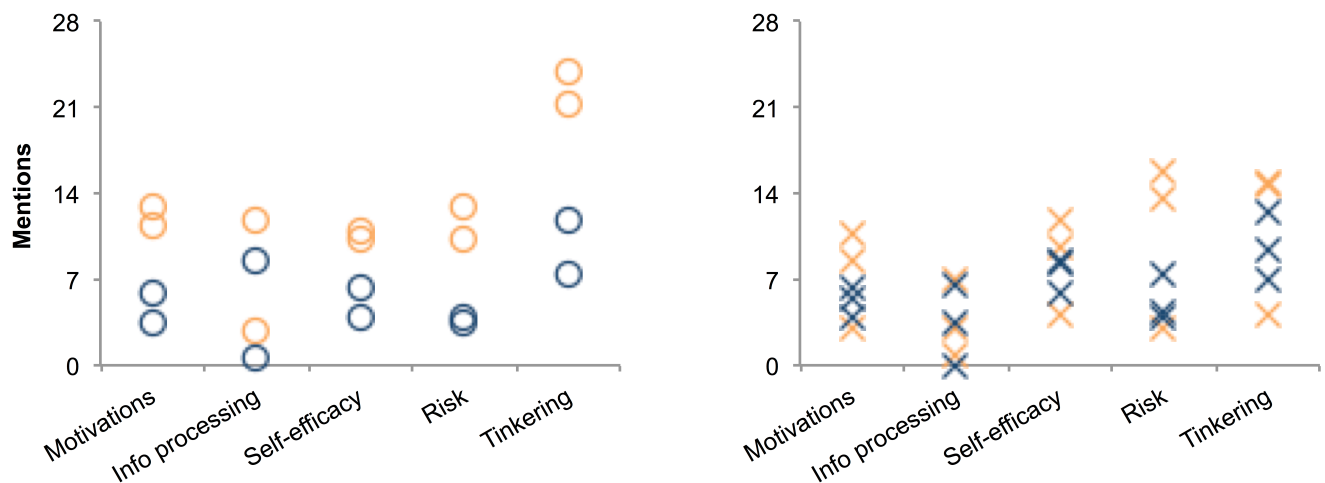 Mentions
28
21
14
7
0
Motivations
Info processing
Self-efficacy
Risk
Tinkering
28
21
14
7
0
Motivations
Info processing
Self-efficacy
Risk
Tinkering